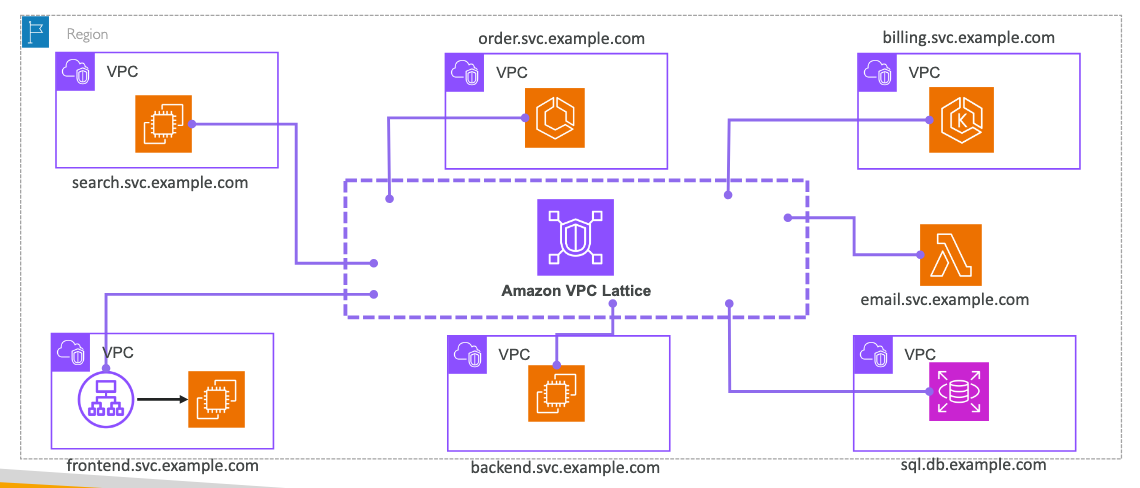 Region
order.svc.example.com
billing.svc.example.com
VPC
VPC
VPC
K
search.svc.example.com
Amazon VPC Lattice
email.svc.example.com
VPC
VPC
VPC
frontend.svc.example.com
backend.svc.example.com
sql.db.example.com